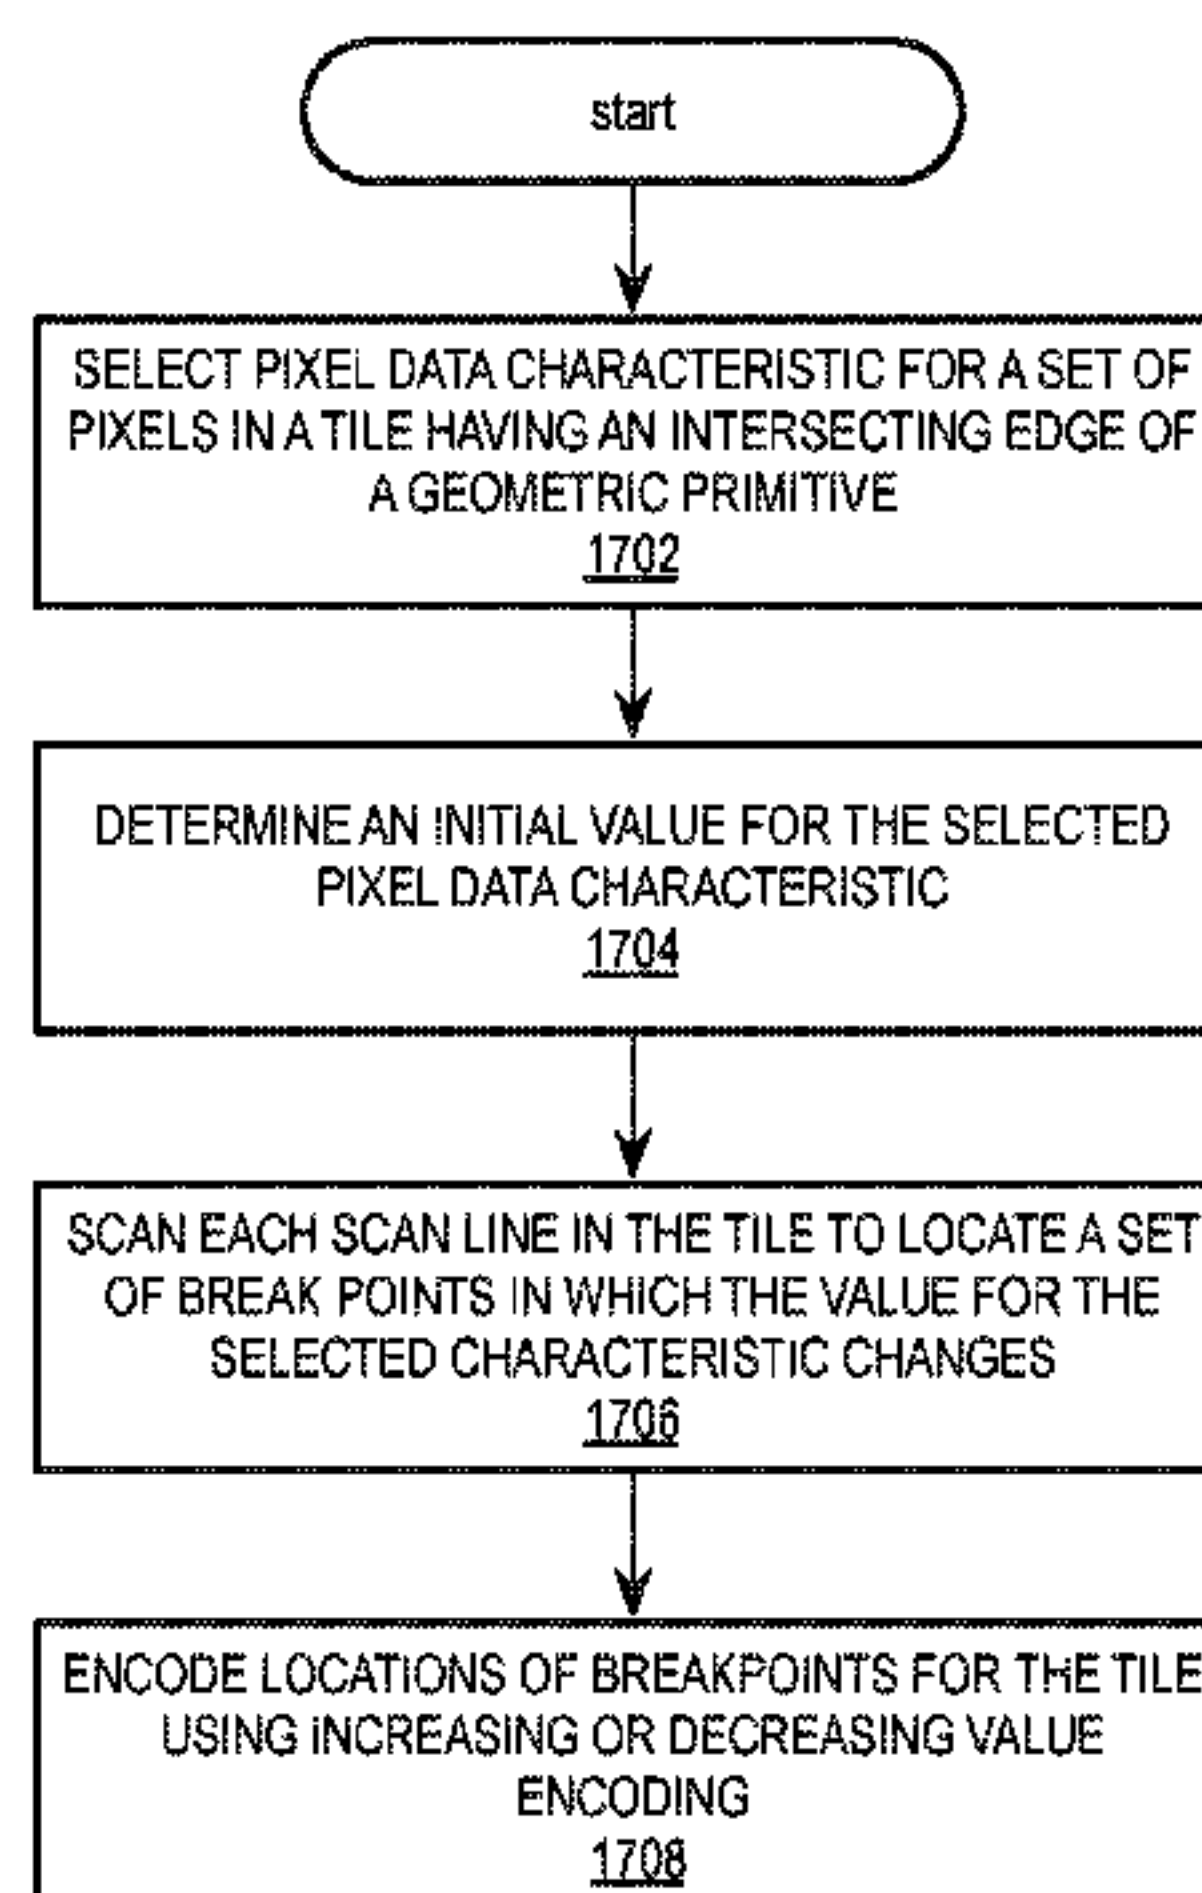 start
SELECT PIXEL DATA CHARACTERISTIC FOR A SET OF
PIXELS IN A TILE HAVING AN INTERSECTING EDGE OF
A GEOMETRIC PRIMITIVE
1702
DETERMINE AN INITIAL VALUE FOR THE SELECTED
PIXEL DATA CHARACTERISTIC
1704
SCAN EACH SCAN LINE IN THE TILE TO LOCATE A SET
OF BREAK POINTS IN WHICH THE VALUE FOR THE
SELECTED CHARACTERISTIC CHANGES
1706
ENCODE LOCATIONS OF BREAKPOINTS FOR THE TILE
USING INCREASING OR DECREASING VALUE
ENCODING
1708